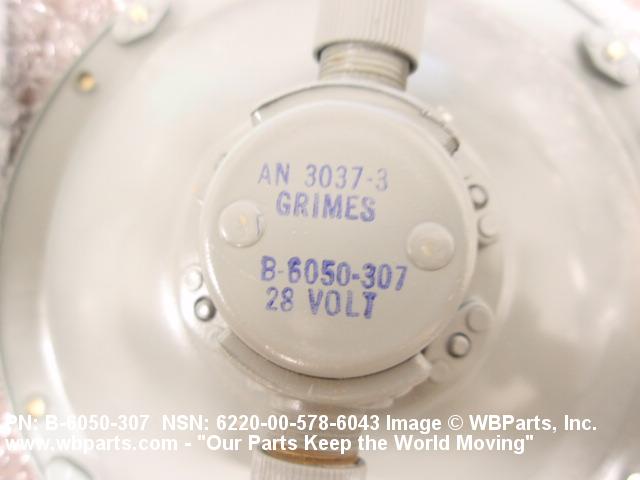 AN 3037-3
GRIMES
B-6050-307
28 VOLT
PN: B-6050-307 NSN: 6220-00-578-6043 Image © WBParts, Inc.
www.wbparts.com - "Our Parts Keep the World Moving"